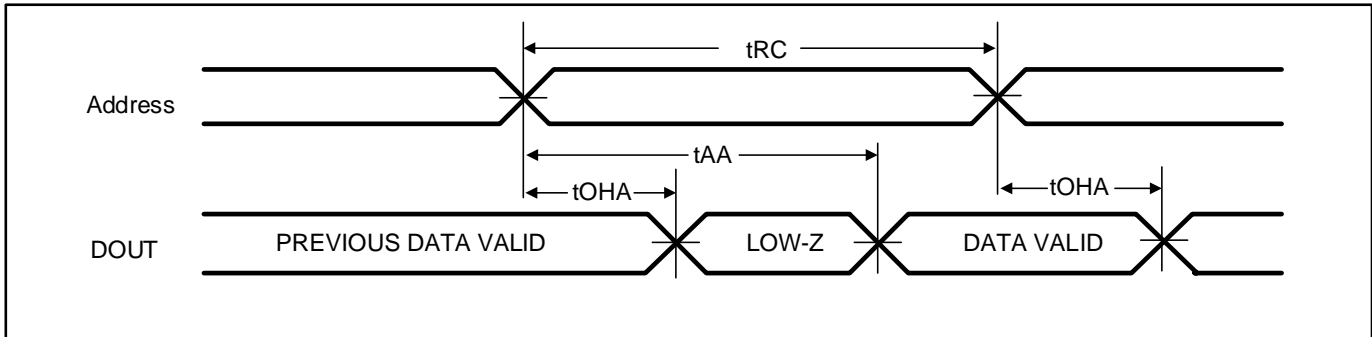 tRC
Address
tAA
tOHA
tOHA
DOUT
PREVIOUS DATA VALID
LOW-Z
DATA VALID